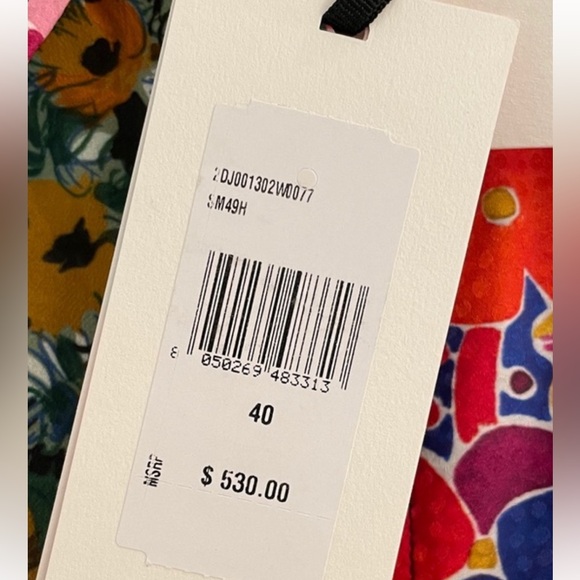 2DJ001302W0077
SM49H
8 050269 483313
40
MSRP $ 530.00